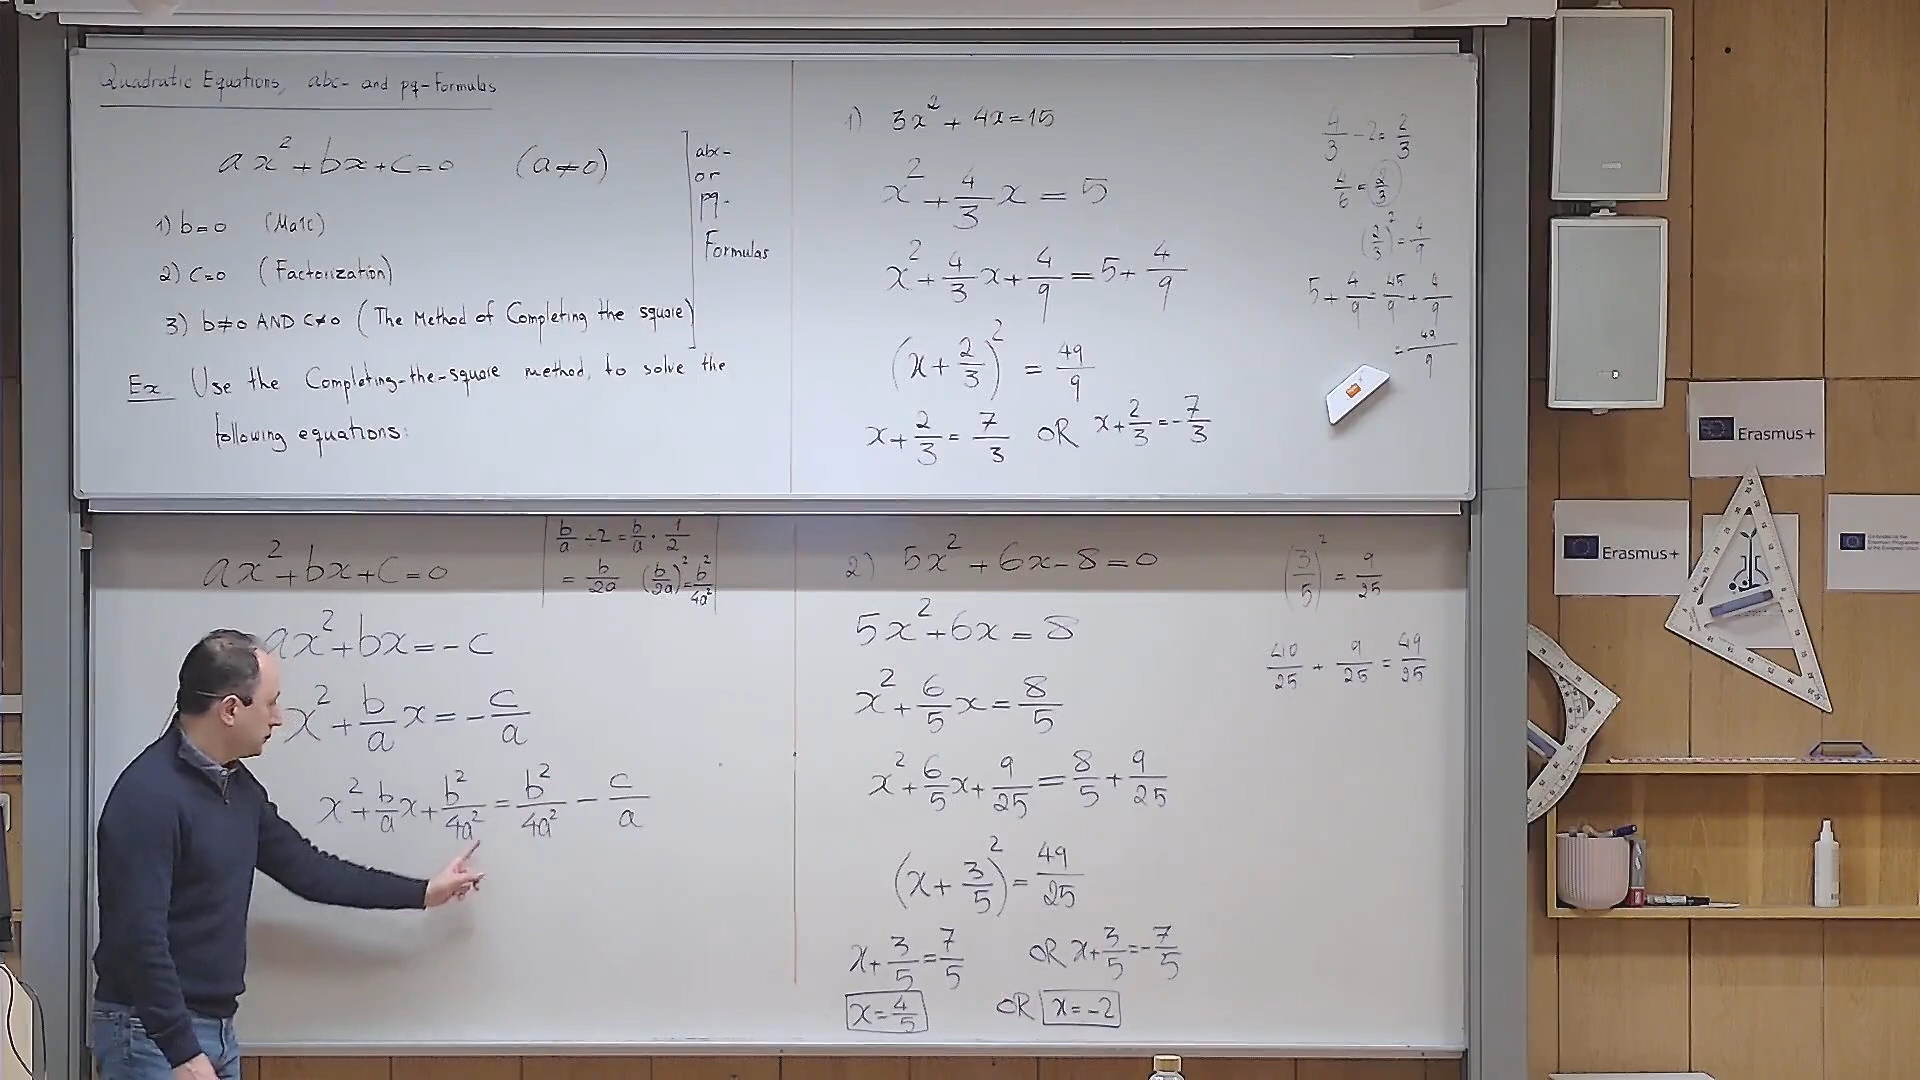 Quadratic Equations, abc- and pq-Formulas
ax² + bx + c = 0 (a ≠ 0)
1) b = 0 (Marc)
2) c = 0 (Factorization)
3) b ≠ 0 AND c ≠ 0 (The Method of Completing the square)
abc-
or
pq-
Formulas
Ex. Use the Completing-the-square method, to solve the
following equations:
1) 3x² + 4x = 15
x² + 4/3 x = 5
x² + 4/3 x + 4/9 = 5 + 4/9
(x + 2/3)² = 49/9
x + 2/3 = 7/3 OR x + 2/3 = -7/3
4/3 ÷ 2 = 2/3
4/6 = 2/3
(2/3)² = 4/9
5 + 4/9 = 45/9 + 4/9
= 49/9
ax² + bx + c = 0
ax² + bx = -c
x² + b/a x = -c/a
x² + b/a x + b²/4a² = b²/4a² - c/a
b/a ÷ 2 = b/a · 1/2
= b/2a (b/2a)² = b²/4a²
2) 5x² + 6x - 8 = 0
5x² + 6x = 8
x² + 6/5 x = 8/5
x² + 6/5 x + 9/25 = 8/5 + 9/25
(x + 3/5)² = 49/25
x + 3/5 = 7/5 OR x + 3/5 = -7/5
x = 4/5 OR x = -2
(3/5)² = 9/25
40/25 + 9/25 = 49/25
Erasmus+
Erasmus+